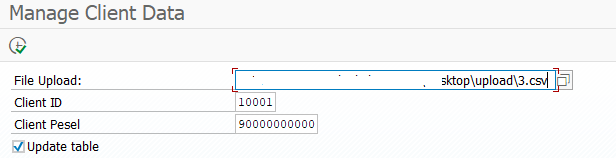 Manage Client Data
File Upload: sktop\upload\3.csv
Client ID 10001
Client Pesel 90000000000
Update table